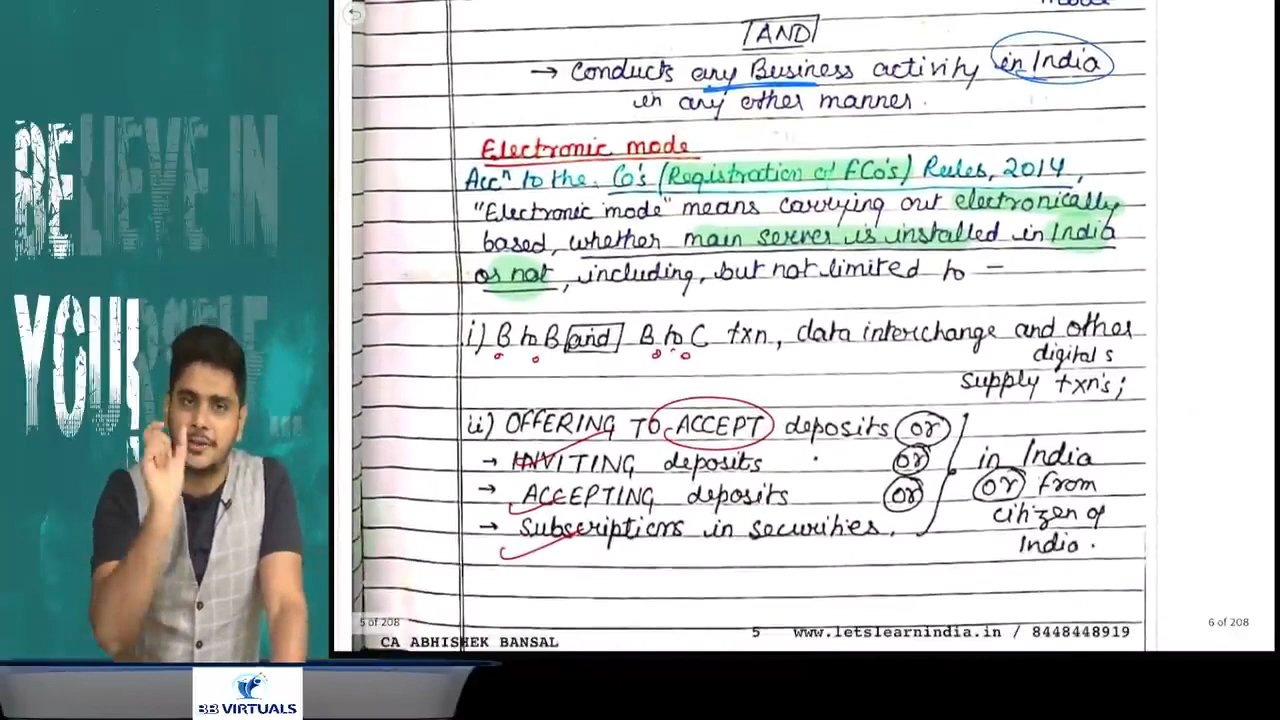 BELIEVE IN
YOURSELF...
AND
→ Conducts any Business activity in India
in any other manner.
Electronic mode
Accⁿ to the Co's (Registration of FCo's) Rules, 2014,
"Electronic mode" means carrying out electronically
based, whether main server is installed in India
or not, including, but not limited to –
i) B to B and B to C txn, data interchange and other
digital s
supply txn's;
ii) OFFERING TO ACCEPT deposits or
→ INVITING deposits or
→ ACCEPTING deposits or
→ Subscriptions in securities.
in India
or from
citizen of
India.
5 of 208
CA ABHISHEK BANSAL
5 www.letslearnindia.in / 8448448919
6 of 208
BB VIRTUALS